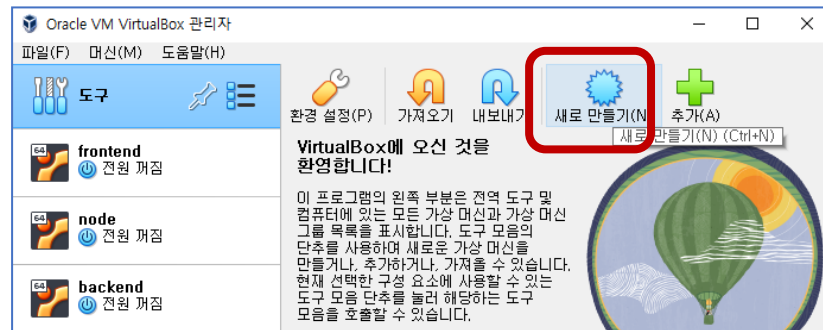 Oracle VM VirtualBox 관리자
파일(F) 머신(M) 도움말(H)
도구
환경 설정(P) 가져오기 내보내기 새로 만들기(N 추가(A)
새로 만들기(N) (Ctrl+N)
64 frontend
전원 꺼짐
64 node
전원 꺼짐
64 backend
전원 꺼짐
VirtualBox에 오신 것을
환영합니다!
이 프로그램의 왼쪽 부분은 전역 도구 및
컴퓨터에 있는 모든 가상 머신과 가상 머신
그룹 목록을 표시합니다. 도구 모음의
단추를 사용하여 새로운 가상 머신을
만들거나, 추가하거나, 가져올 수 있습니다.
현재 선택한 구성 요소에 사용할 수 있는
도구 모음 단추를 눌러 해당하는 도구
모음을 호출할 수 있습니다.